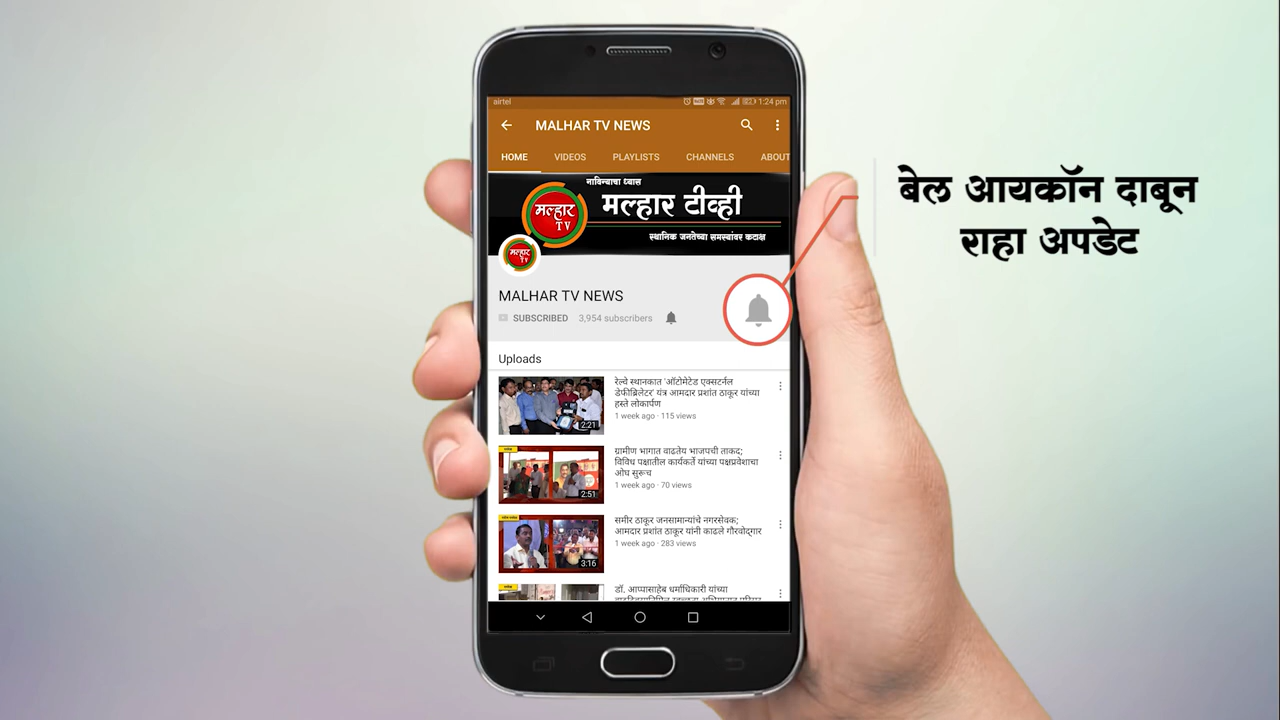 airtel 1:24 pm
MALHAR TV NEWS
HOME VIDEOS PLAYLISTS CHANNELS ABOUT
नाविन्याचा ध्यास
मल्हार टीव्ही
मल्हार
TV
स्थानिक जनतेच्या समस्यांवर कटाक्ष
मल्हार
TV
MALHAR TV NEWS
SUBSCRIBED 3,954 subscribers
बेल आयकॉन दाबून
राहा अपडेट
Uploads
रेल्वे स्थानकात 'ऑटोमेटेड एक्सटर्नल
डेफीब्रिलेटर' यंत्र आमदार प्रशांत ठाकूर यांच्या
हस्ते लोकार्पण
1 week ago · 115 views
2:21
ग्रामीण भागात वाढतेय भाजपची ताकद;
विविध पक्षातील कार्यकर्ते यांच्या पक्षप्रवेशाचा
ओघ सुरूच
1 week ago · 70 views
2:51
समीर ठाकूर जनसामान्यांचे नगरसेवक;
आमदार प्रशांत ठाकूर यांनी काढले गौरवोद्गार
1 week ago · 283 views
3:16
डॉ. आप्पासाहेब धर्माधिकारी यांच्या